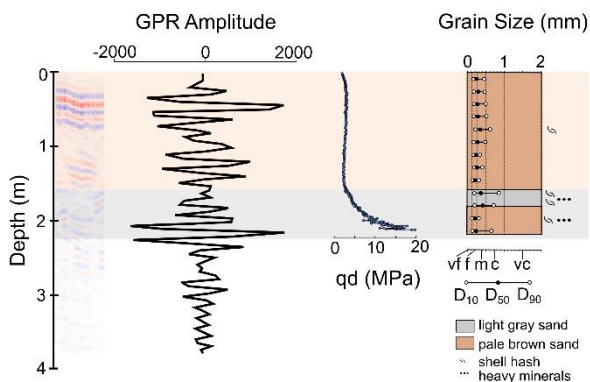 GPR Amplitude
Grain Size (mm)
-2000 0 2000
0 1 2
0
1
2
3
4
Depth (m)
0 10 20
qd (MPa)
vf f m c vc
D10 D50 D90
light gray sand
pale brown sand
shell hash
heavy minerals